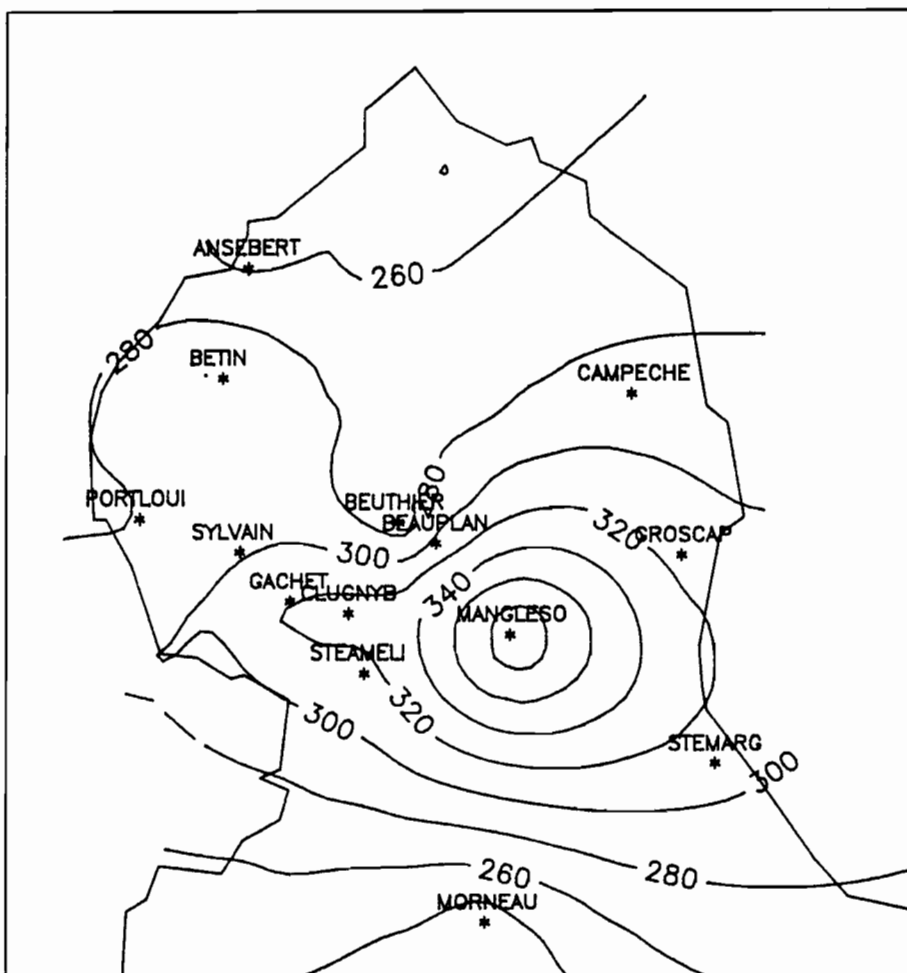 ANSEBERT
260
280
BETIN
CAMPECHE
280
PORTLOUI
BEUTHIER
BEAUPLAN
SYLVAIN
300
320
GROSCAP
GACHET
CLUGNYB
340
MANGLESO
STEAMELI
320
300
STEMARG
300
260
280
MORNEAU